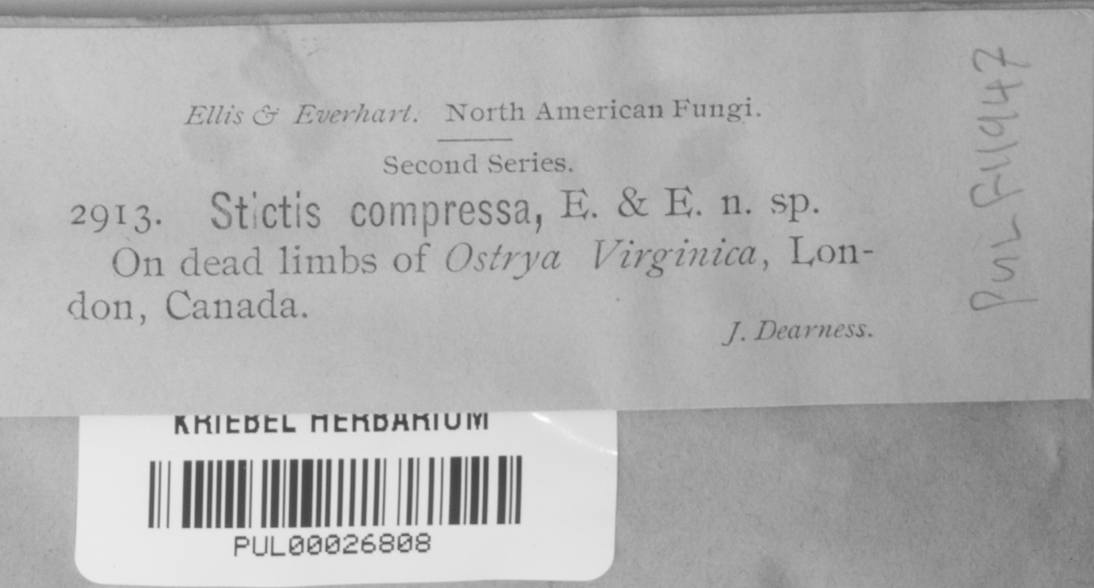 Ellis & Everhart. North American Fungi.
Second Series.
2913. Stictis compressa, E. & E. n. sp.
On dead limbs of Ostrya Virginica, Lon-
don, Canada.
J. Dearness.
PUL F11947
KRIEBEL HERBARIUM
PUL00026808